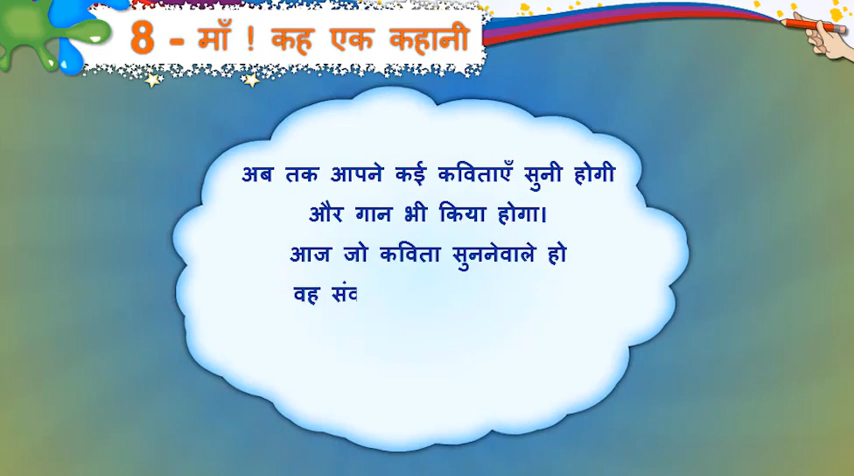 8 - माँ ! कह एक कहानी
अब तक आपने कई कविताएँ सुनी होगी
और गान भी किया होगा।
आज जो कविता सुननेवाले हो
वह